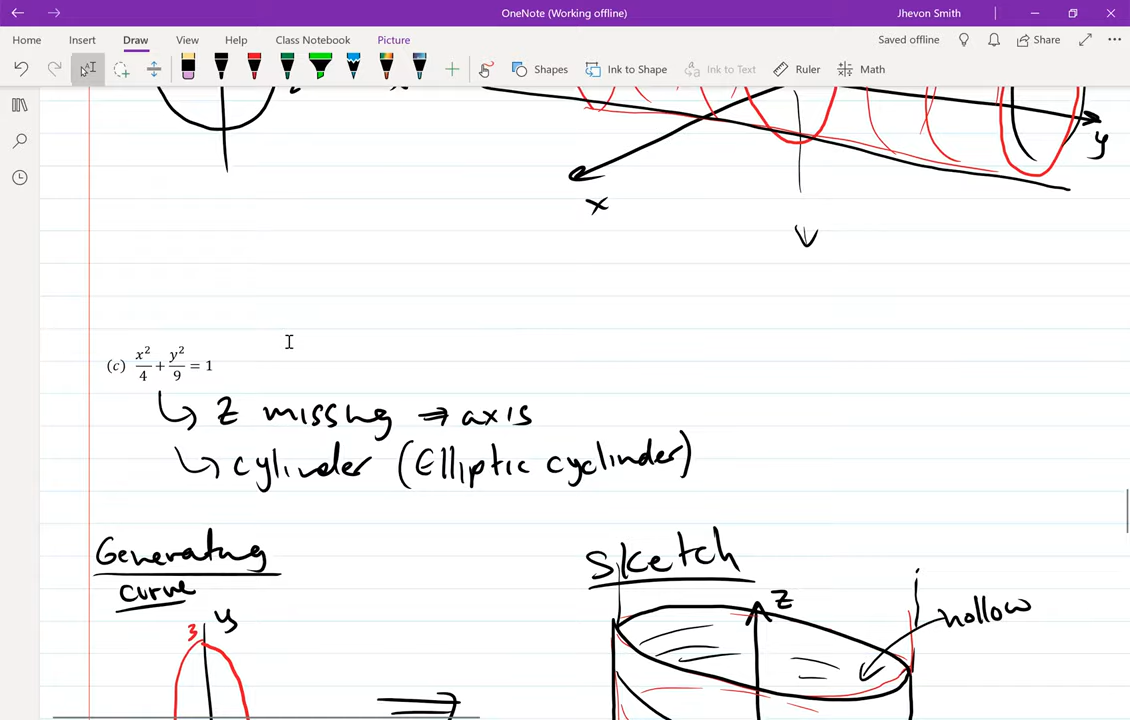 OneNote (Working offline)
Jhevon Smith
Home Insert Draw View Help Class Notebook Picture
Saved offline
Share
Shapes
Ink to Shape
Ink to Text
Ruler
Math
x
y
(c) x²/4 + y²/9 = 1
↳ z missing ⇒ axis
↳ cylinder (Elliptic cyclinder)
Generating
curve
Sketch
3
y
z
hollow